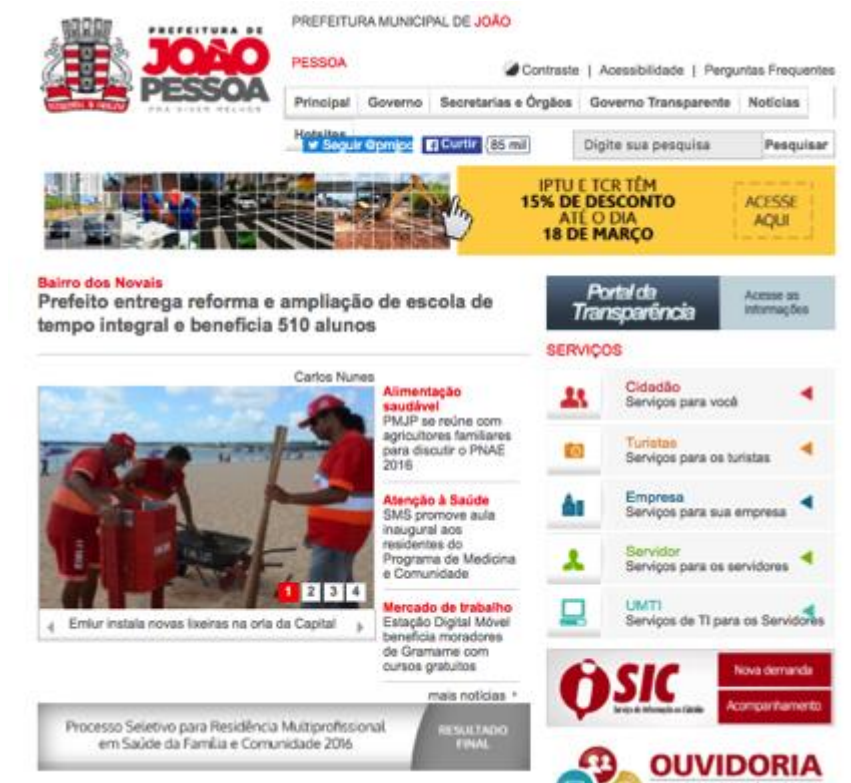 PREFEITURA DE
JOÃO
PESSOA
PRA VIVER MELHOR
PREFEITURA MUNICIPAL DE JOÃO
PESSOA
Contraste | Acessibilidade | Perguntas Frequentes
Principal Governo Secretarias e Órgãos Governo Transparente Notícias
Hotsites
Seguir @pmjpo Curtir 85 mil Digite sua pesquisa Pesquisar
IPTU E TCR TÊM
15% DE DESCONTO
ATÉ O DIA
18 DE MARÇO
ACESSE
AQUI
Bairro dos Novais
Prefeito entrega reforma e ampliação de escola de
tempo integral e beneficia 510 alunos
Portal da
Transparência
Acesse as
informações
SERVIÇOS
Carlos Nunes
1 2 3 4
Emlur instala novas lixeiras na orla da Capital
Alimentação
saudável
PMJP se reúne com
agricultores familiares
para discutir o PNAE
2016
Atenção à Saúde
SMS promove aula
inaugural aos
residentes do
Programa de Medicina
e Comunidade
Mercado de trabalho
Estação Digital Móvel
beneficia moradores
de Gramame com
cursos gratuitos
mais notícias
Cidadão
Serviços para você
Turistas
Serviços para os turistas
Empresa
Serviços para sua empresa
Servidor
Serviços para os servidores
UMTI
Serviços de TI para os Servidores
Processo Seletivo para Residência Multiprofissional
em Saúde da Família e Comunidade 2016
RESULTADO
FINAL
SIC
Serviço de Informação ao Cidadão
Nova demanda
Acompanhamento
OUVIDORIA